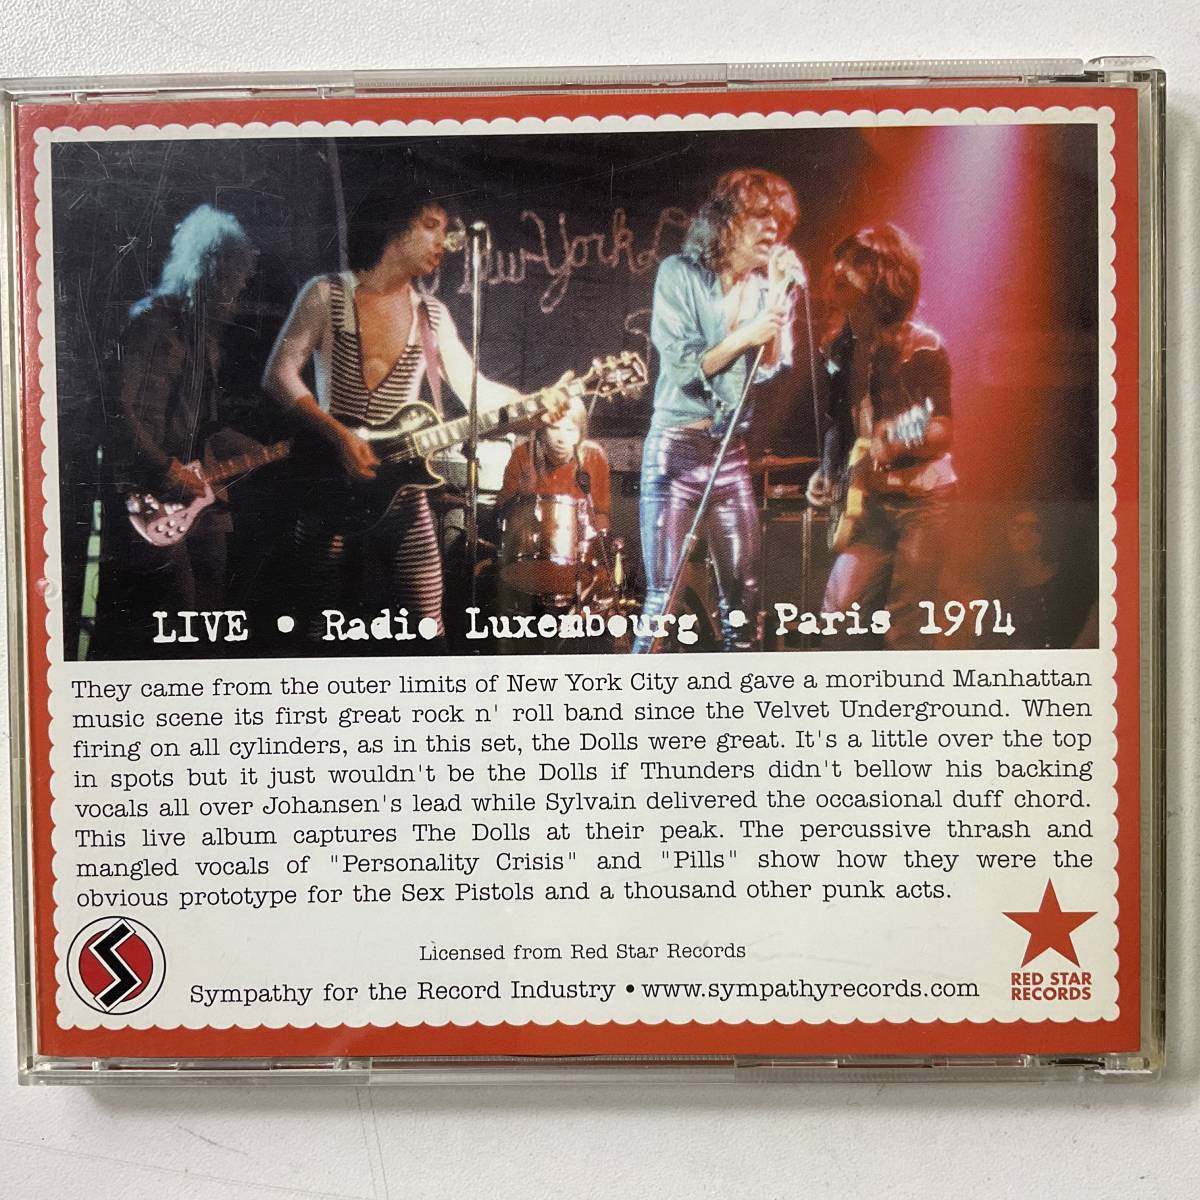 New York D
LIVE • Radio Luxembourg • Paris 1974
They came from the outer limits of New York City and gave a moribund Manhattan
music scene its first great rock n' roll band since the Velvet Underground. When
firing on all cylinders, as in this set, the Dolls were great. It's a little over the top
in spots but it just wouldn't be the Dolls if Thunders didn't bellow his backing
vocals all over Johansen's lead while Sylvain delivered the occasional duff chord.
This live album captures The Dolls at their peak. The percussive thrash and
mangled vocals of "Personality Crisis" and "Pills" show how they were the
obvious prototype for the Sex Pistols and a thousand other punk acts.
Licensed from Red Star Records
Sympathy for the Record Industry • www.sympathyrecords.com
RED STAR
RECORDS